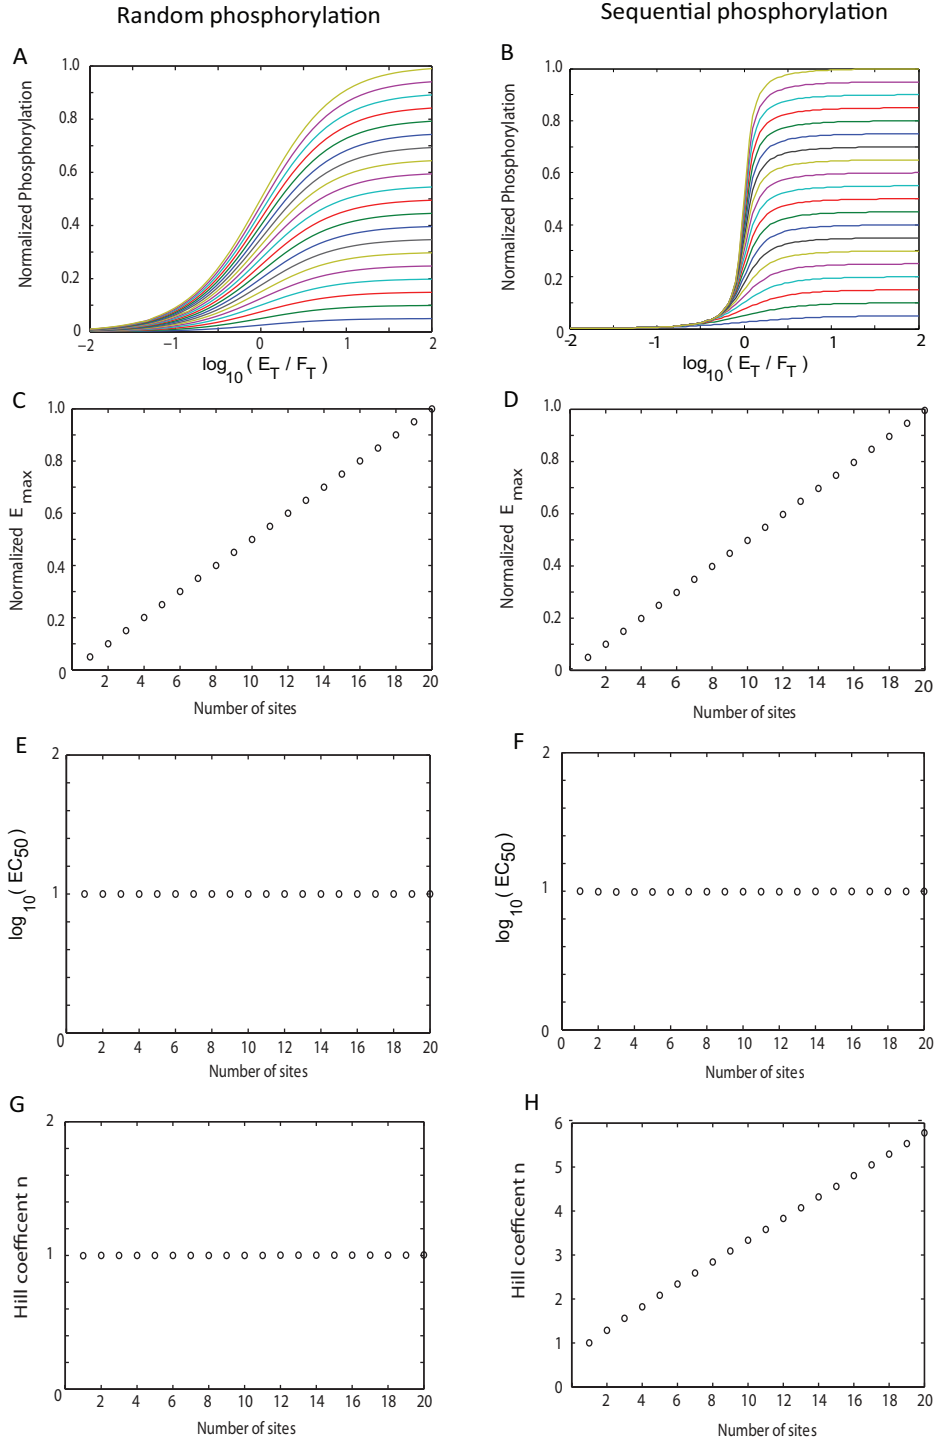 Random phosphorylation
Sequential phosphorylation
A
Normalized Phosphorylation
1.0
0.8
0.6
0.4
0.2
0
−2
−1
0
1
2
log10 ( ET / FT )
B
Normalized Phosphorylation
1.0
0.8
0.6
0.4
0.2
0
-2
-1
0
1
2
log10 ( ET / FT )
C
Normalized Emax
1.0
0.8
0.6
0.4
0.2
0
2 4 6 8 10 12 14 16 18 20
Number of sites
D
Normalized Emax
1.0
0.8
0.6
0.4
0.2
0
2 4 6 8 10 12 14 16 18 20
Number of sites
E
log10 ( EC50 )
2
1
0
2 4 6 8 10 12 14 16 18 20
Number of sites
F
log10 ( EC50 )
2
1
0
0 2 4 6 8 10 12 14 16 18 20
Number of sites
G
Hill coefficent n
2
1
0
2 4 6 8 10 12 14 16 18 20
Number of sites
H
Hill coefficent n
6
5
4
3
2
1
0
2 4 6 8 10 12 14 16 18 20
Number of sites